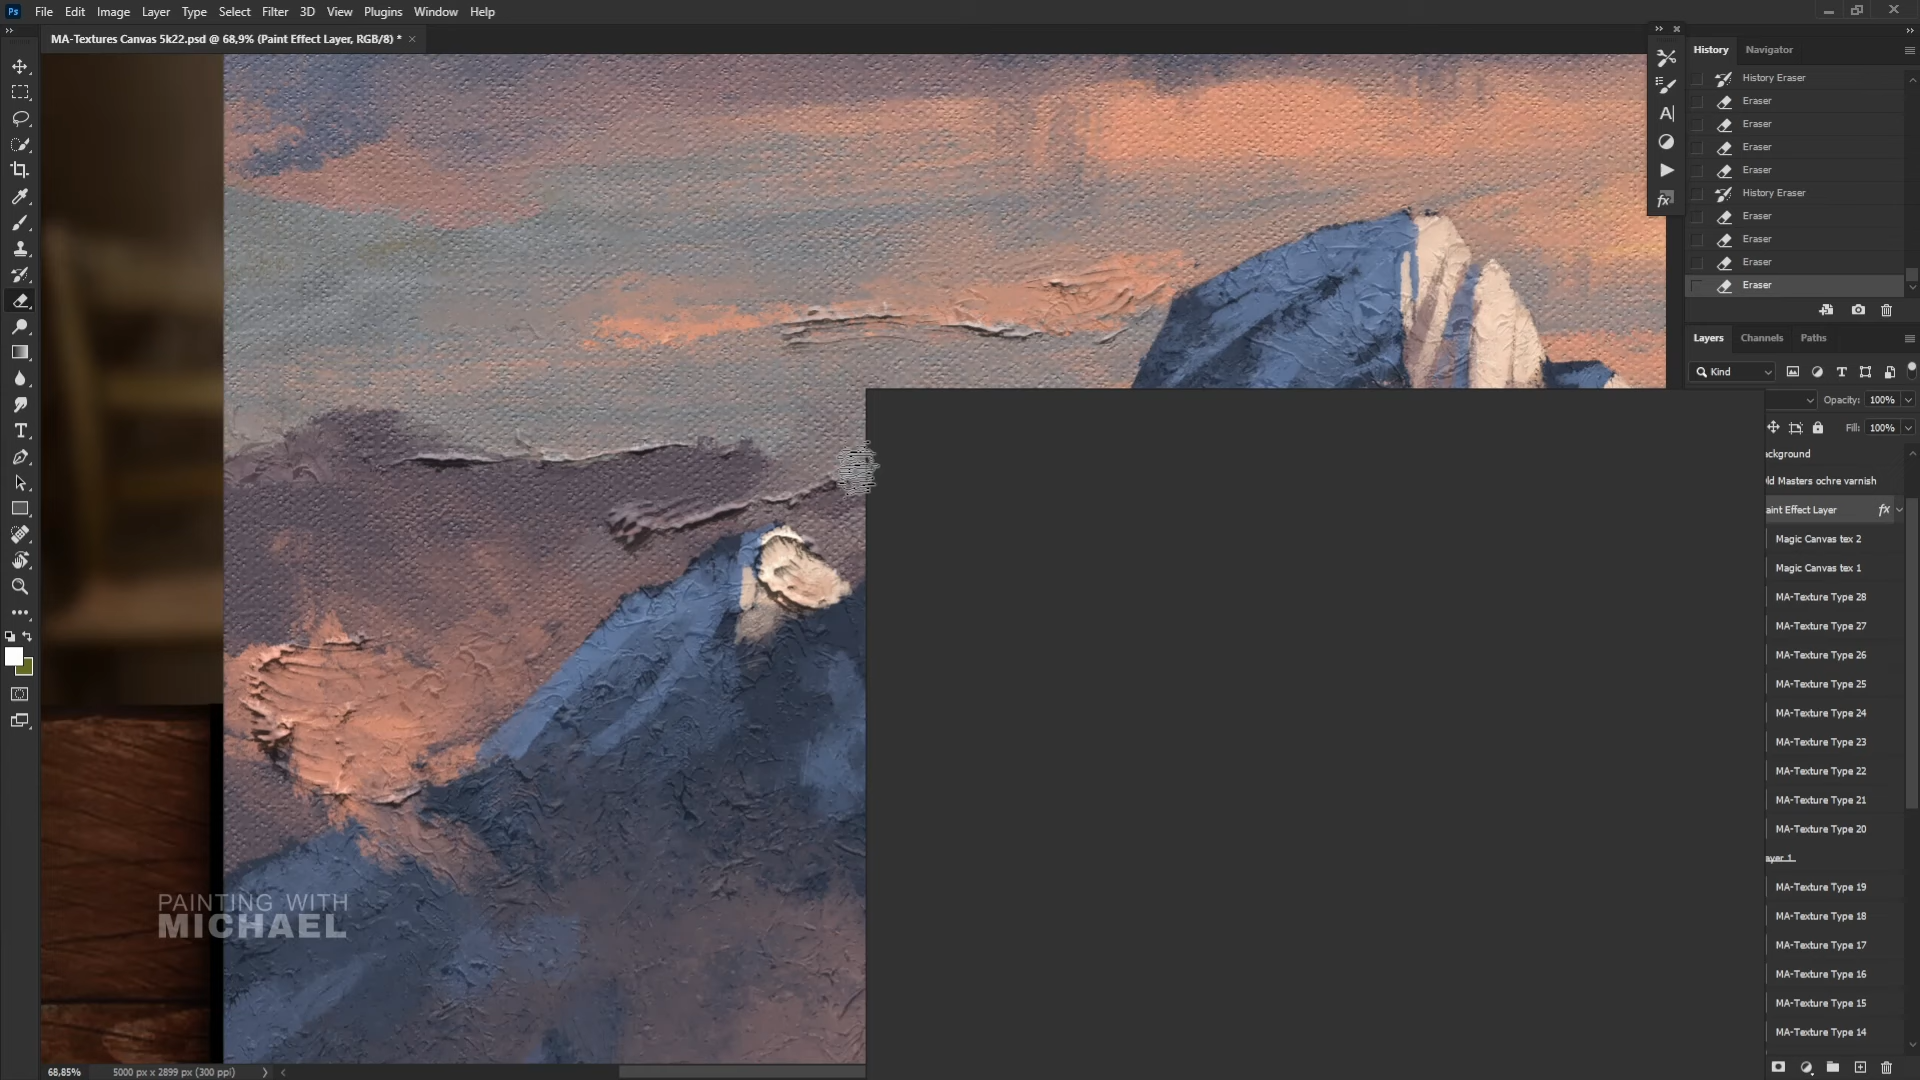 Ps File Edit Image Layer Type Select Filter 3D View Plugins Window Help
MA-Textures Canvas 5k22.psd @ 68,9% (Paint Effect Layer, RGB/8) *
History Navigator
History Eraser
Eraser
Eraser
Eraser
Eraser
History Eraser
Eraser
Eraser
Eraser
Eraser
Layers Channels Paths
Kind
Opacity: 100%
Fill: 100%
ackground
ld Masters ochre varnish
aint Effect Layer fx
Magic Canvas tex 2
Magic Canvas tex 1
MA-Texture Type 28
MA-Texture Type 27
MA-Texture Type 26
MA-Texture Type 25
MA-Texture Type 24
MA-Texture Type 23
MA-Texture Type 22
MA-Texture Type 21
MA-Texture Type 20
ayer 1
MA-Texture Type 19
MA-Texture Type 18
MA-Texture Type 17
MA-Texture Type 16
MA-Texture Type 15
MA-Texture Type 14
PAINTING WITH
MICHAEL
68,85% 5000 px x 2899 px (300 ppi)